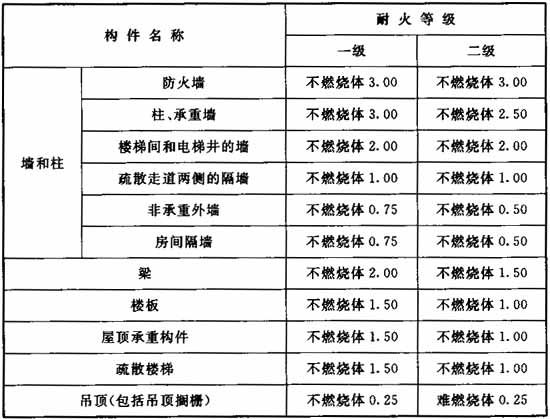 构件名称 耐火等级
一级 二级
墙和柱 防火墙 不燃烧体 3.00 不燃烧体 3.00
柱、承重墙 不燃烧体 3.00 不燃烧体 2.50
楼梯间和电梯井的墙 不燃烧体 2.00 不燃烧体 2.00
疏散走道两侧的隔墙 不燃烧体 1.00 不燃烧体 1.00
非承重外墙 不燃烧体 0.75 不燃烧体 0.50
房间隔墙 不燃烧体 0.75 不燃烧体 0.50
梁 不燃烧体 2.00 不燃烧体 1.50
楼板 不燃烧体 1.50 不燃烧体 1.00
屋顶承重构件 不燃烧体 1.50 不燃烧体 1.00
疏散楼梯 不燃烧体 1.50 不燃烧体 1.00
吊顶(包括吊顶搁栅) 不燃烧体 0.25 难燃烧体 0.25